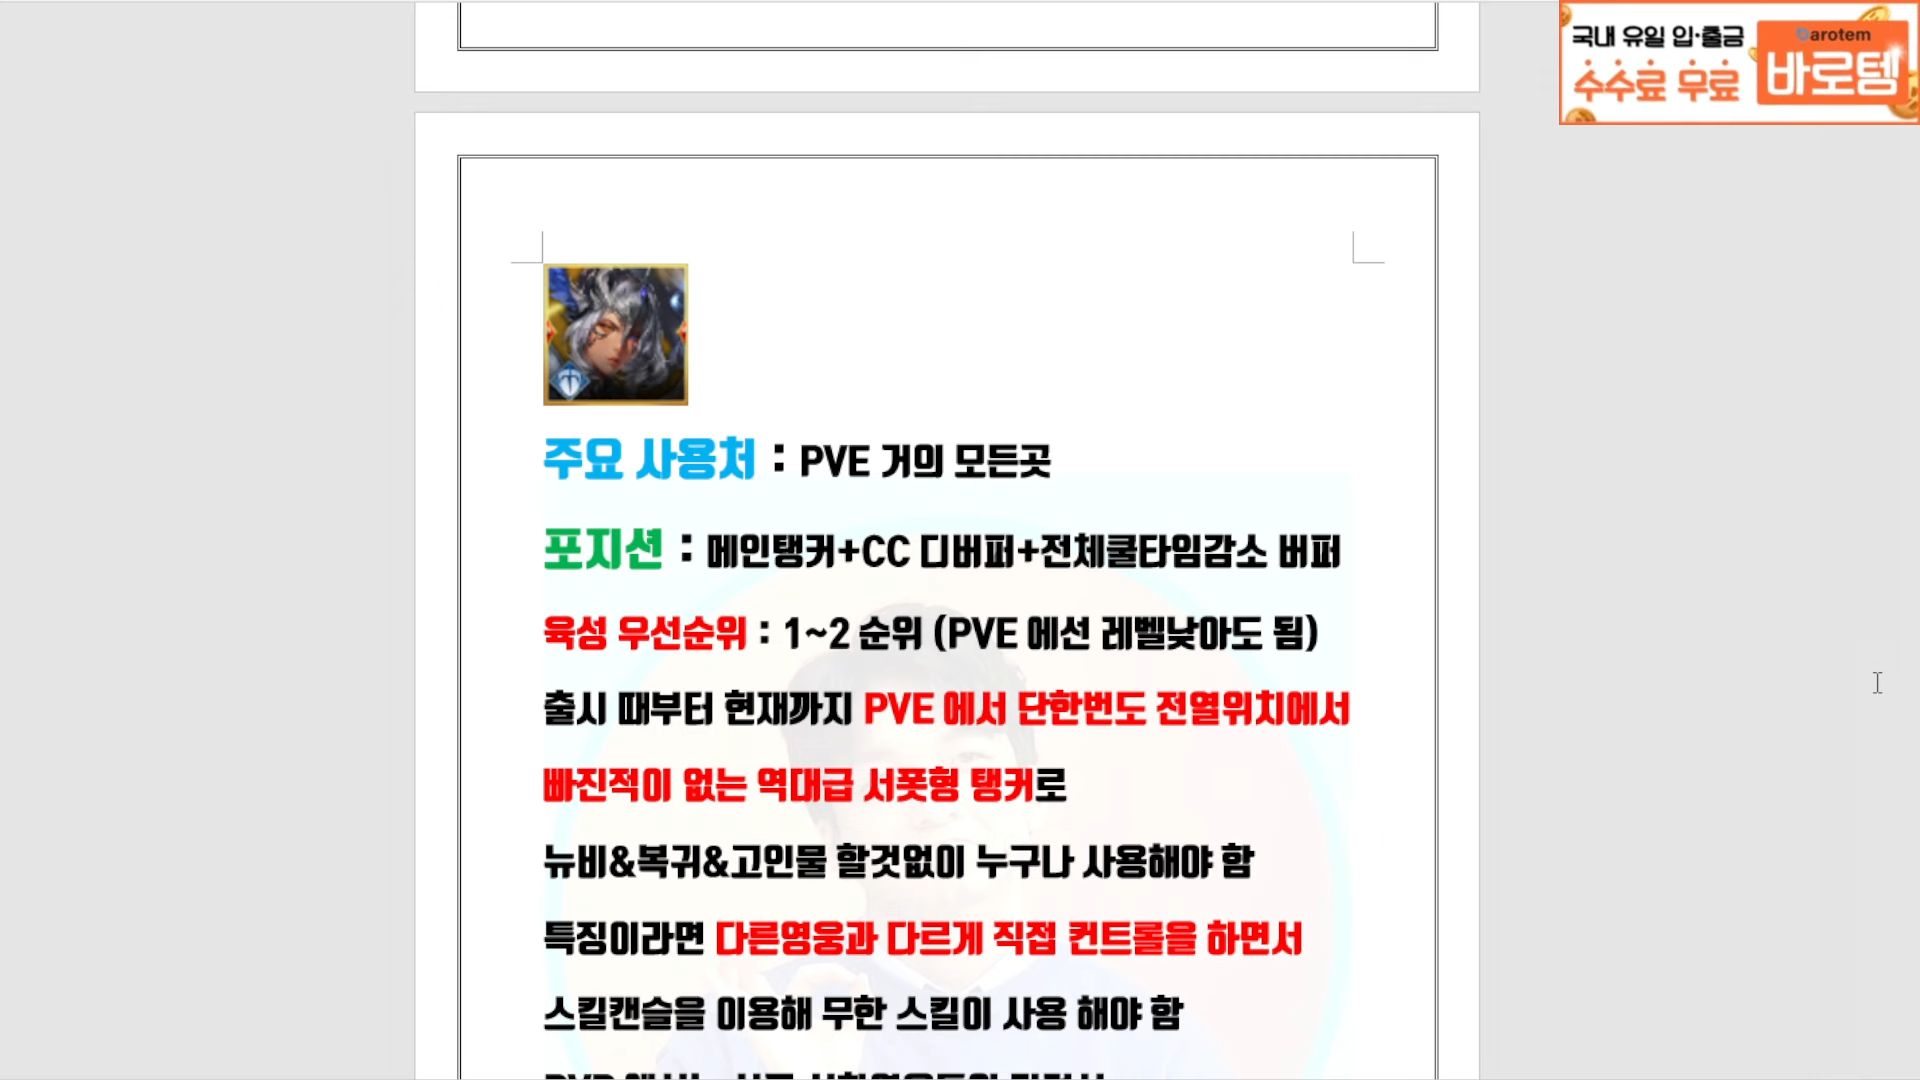 국내 유일 입·출금
수수료 무료
barotem
바로템
주요 사용처 : PVE 거의 모든곳
포지션 : 메인탱커+CC 디버퍼+전체쿨타임감소 버퍼
육성 우선순위 : 1~2 순위 (PVE 에선 레벨낮아도 됨)
출시 때부터 현재까지 PVE 에서 단한번도 전열위치에서
빠진적이 없는 역대급 서폿형 탱커로
뉴비&복귀&고인물 할것없이 누구나 사용해야 함
특징이라면 다른영웅과 다르게 직접 컨트롤을 하면서
스킬캔슬을 이용해 무한 스킬이 사용 해야 함